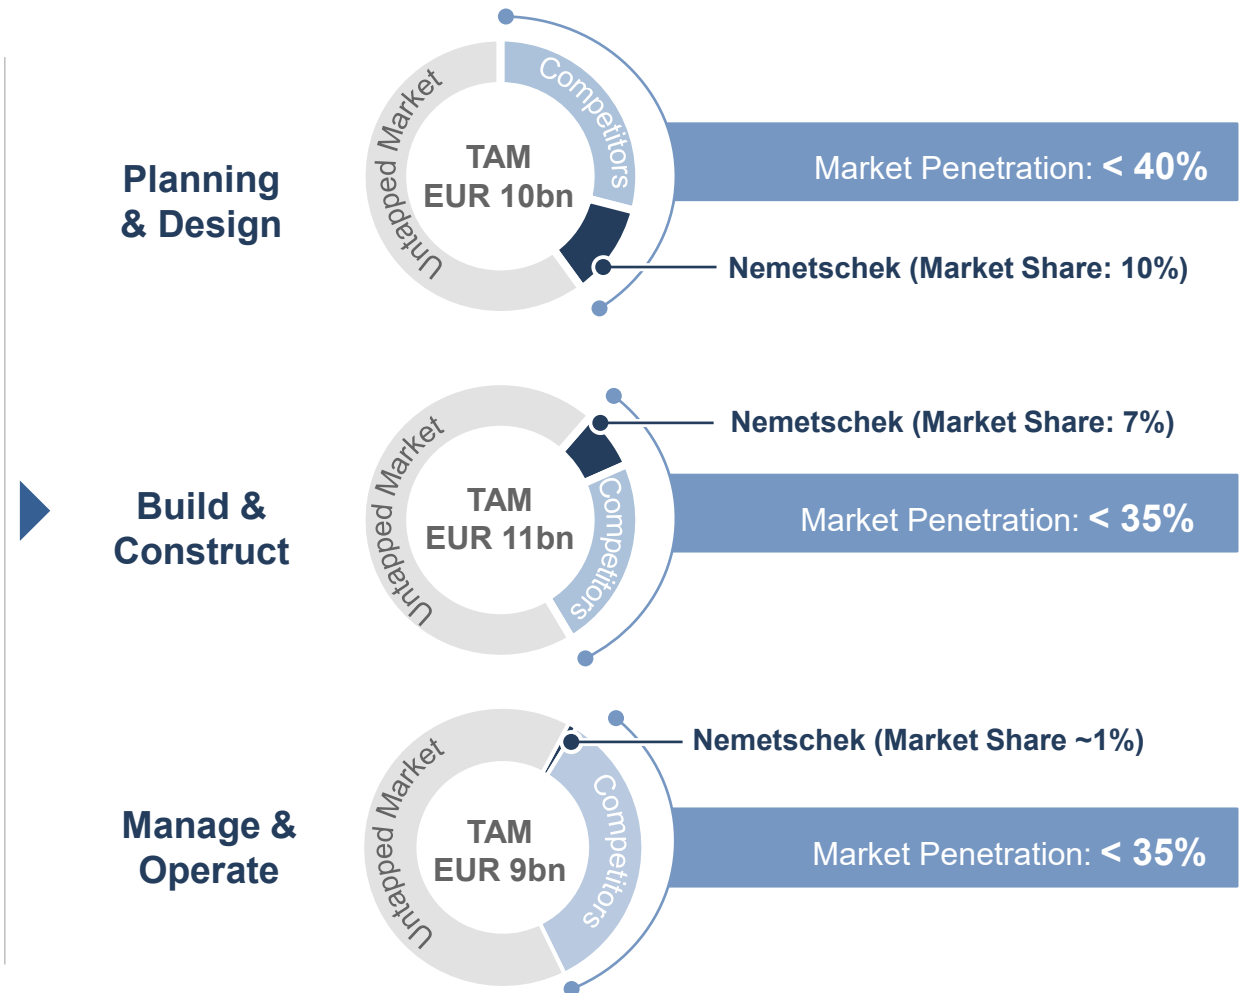 Planning
& Design
Untapped Market
Competitors
TAM
EUR 10bn
Market Penetration: < 40%
Nemetschek (Market Share: 10%)
Build &
Construct
Untapped Market
Competitors
TAM
EUR 11bn
Nemetschek (Market Share: 7%)
Market Penetration: < 35%
Manage &
Operate
Untapped Market
Competitors
TAM
EUR 9bn
Nemetschek (Market Share ~1%)
Market Penetration: < 35%